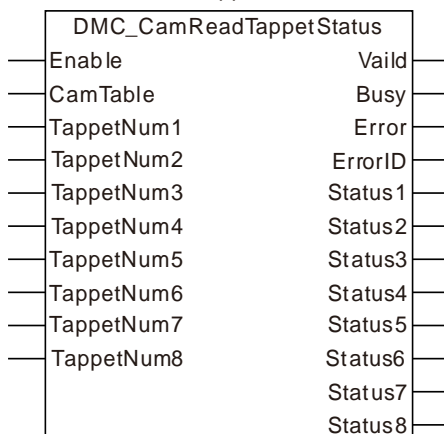 DMC_CamReadTappetStatus
Enable Vaild
CamTable Busy
TappetNum1 Error
TappetNum2 ErrorID
TappetNum3 Status1
TappetNum4 Status2
TappetNum5 Status3
TappetNum6 Status4
TappetNum7 Status5
TappetNum8 Status6
Status7
Status8